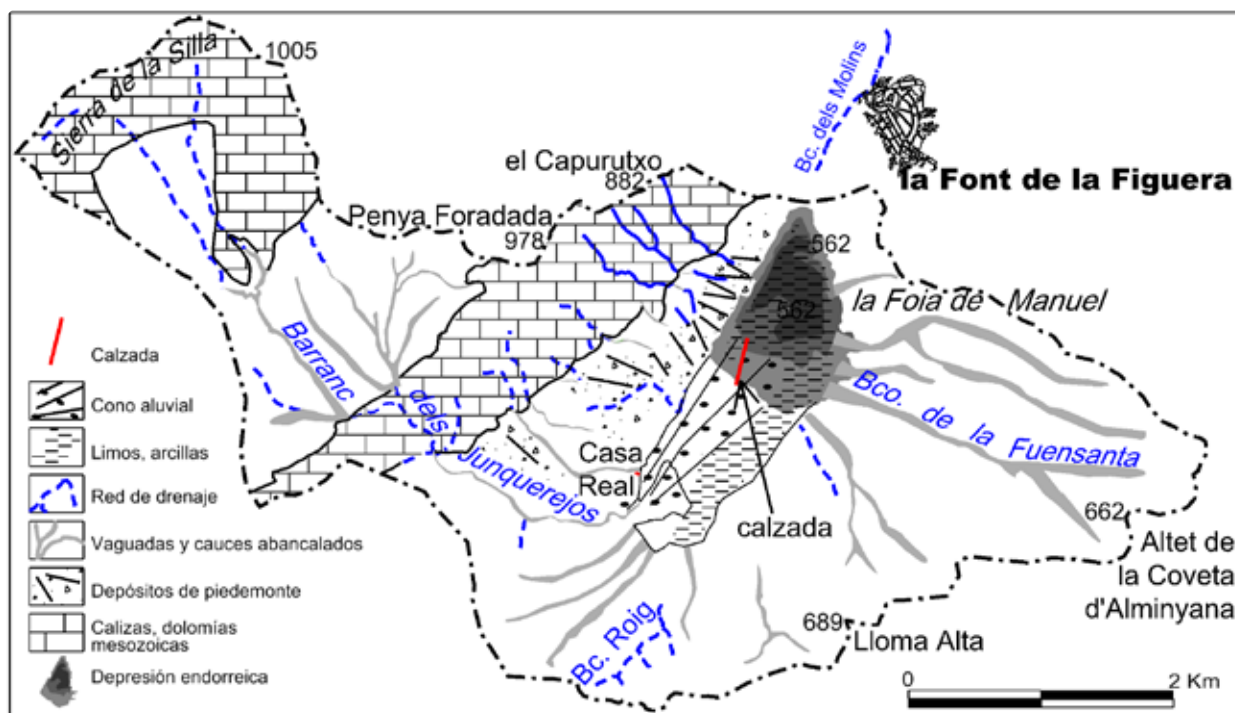 Sierra de la Silla
1005
Bc. dels Molins
el Capurutxo
882
la Font de la Figuera
Penya Foradada
978
562
562
la Foia de Manuel
Barranc dels Junquerejos
Bco. de la Fuensanta
Casa
Real
calzada
662
Altet de
la Coveta
d'Alminyana
689
Lloma Alta
Bc. Roig
0
2 Km
Calzada
Cono aluvial
Limos, arcillas
Red de drenaje
Vaguadas y cauces abancalados
Depósitos de piedemonte
Calizas, dolomías
mesozoicas
Depresión endorreica